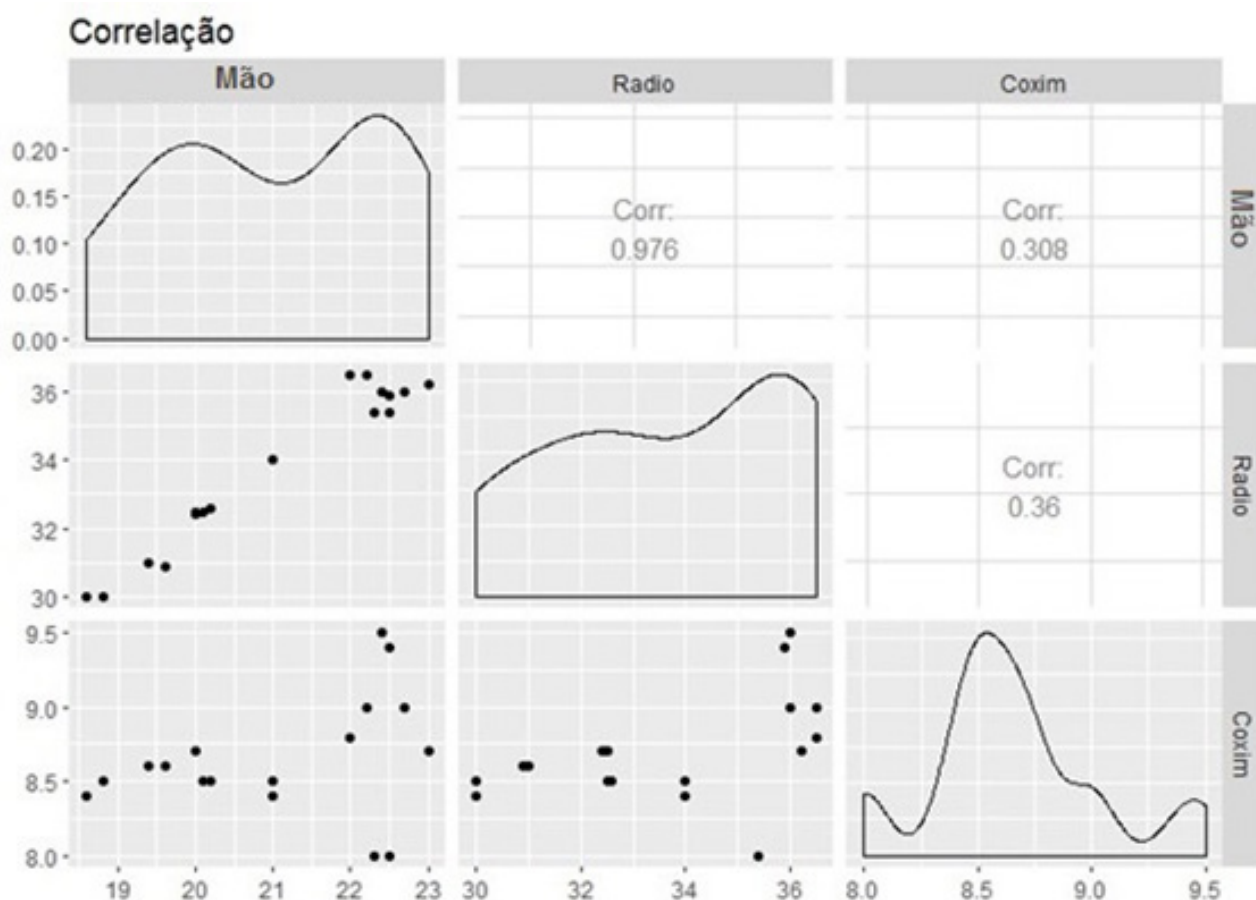 Correlação
Mão
Radio
Coxim
0.20
0.15
0.10
0.05
0.00
Corr:
0.976
Corr:
0.308
Mão
36
34
32
30
Corr:
0.36
Radio
9.5
9.0
8.5
8.0
Coxim
19 20 21 22 23
30 32 34 36
8.0 8.5 9.0 9.5